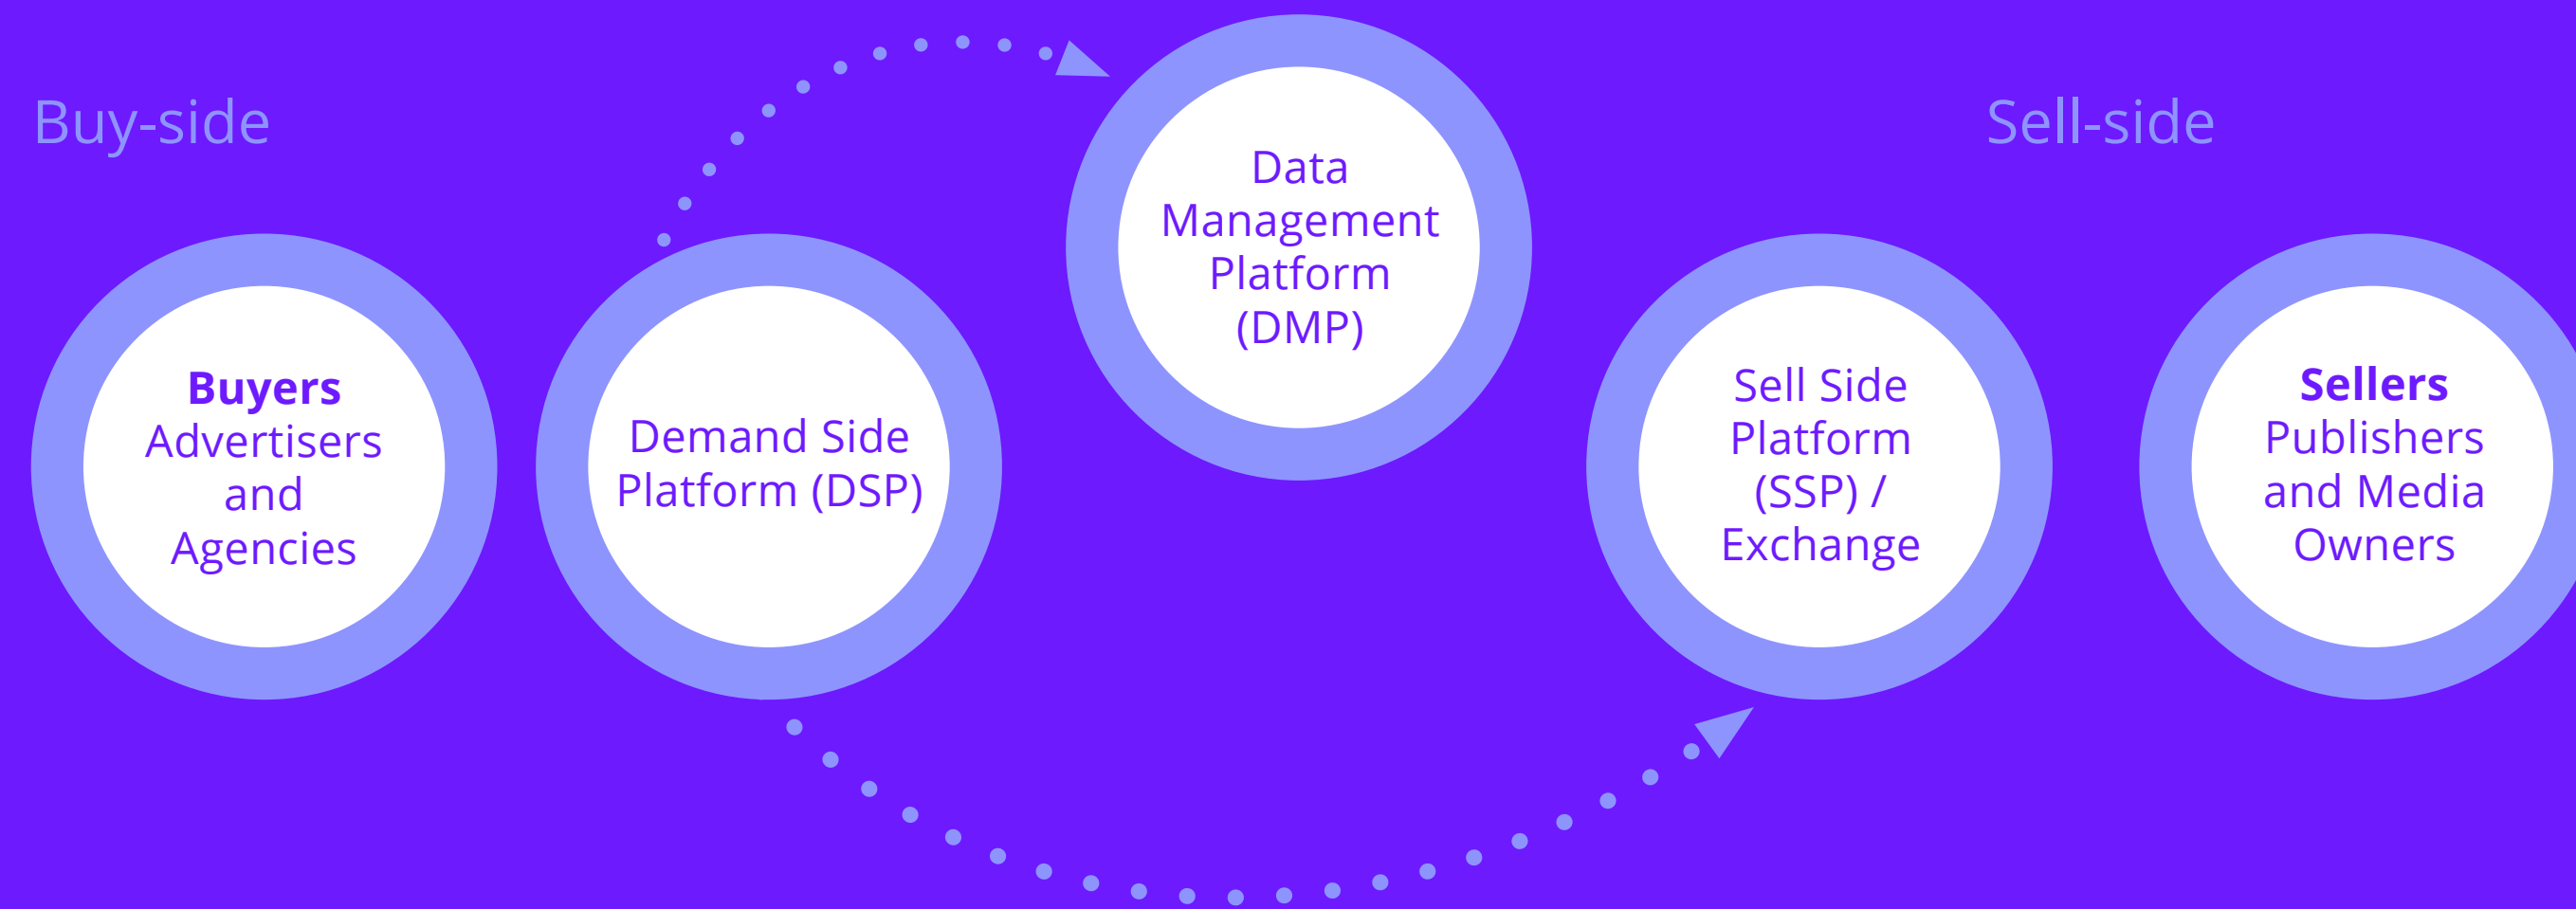 Buy-side
Sell-side
Buyers
Advertisers
and
Agencies
Demand Side
Platform (DSP)
Data
Management
Platform
(DMP)
Sell Side
Platform
(SSP) /
Exchange
Sellers
Publishers
and Media
Owners